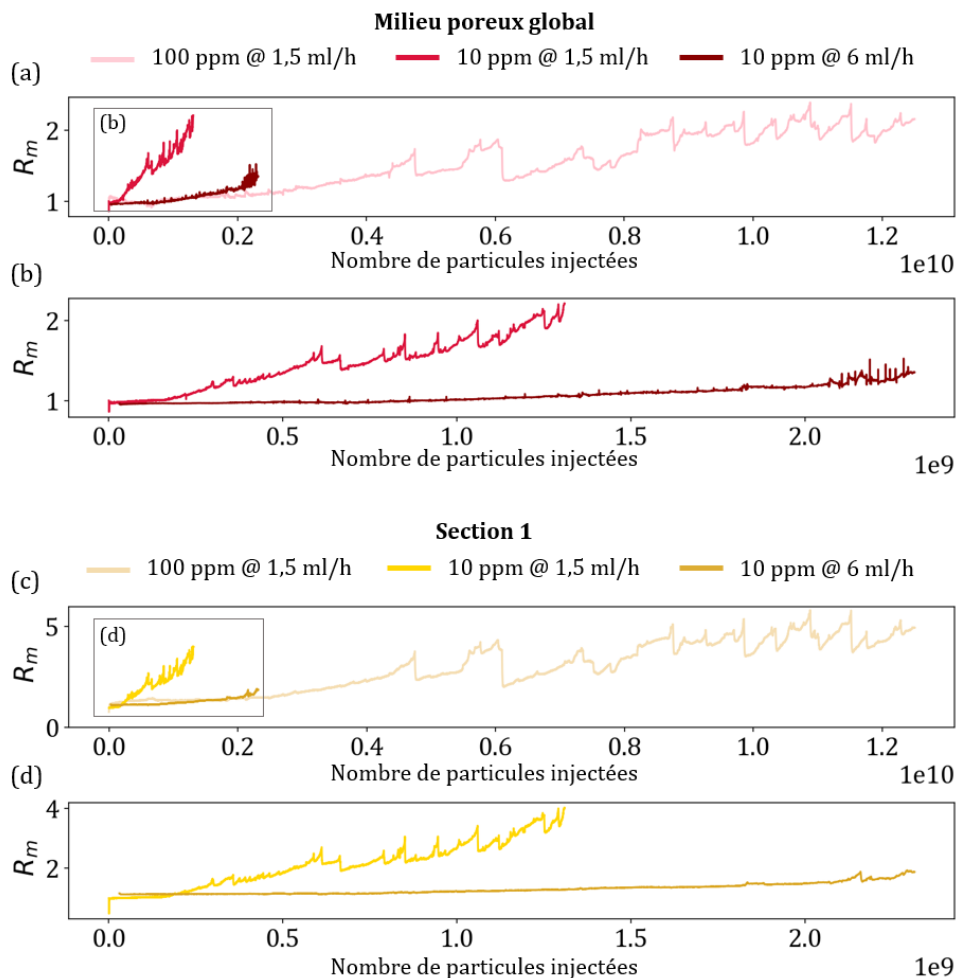 Milieu poreux global
100 ppm @ 1,5 ml/h 10 ppm @ 1,5 ml/h 10 ppm @ 6 ml/h
(a)
(b)
2
1
Rm
0.0 0.2 0.4 0.6 0.8 1.0 1.2
Nombre de particules injectées
1e10
(b)
2
1
Rm
0.0 0.5 1.0 1.5 2.0
Nombre de particules injectées
1e9
Section 1
100 ppm @ 1,5 ml/h 10 ppm @ 1,5 ml/h 10 ppm @ 6 ml/h
(c)
(d)
5
0
Rm
0.0 0.2 0.4 0.6 0.8 1.0 1.2
Nombre de particules injectées
1e10
(d)
4
2
Rm
0.0 0.5 1.0 1.5 2.0
Nombre de particules injectées
1e9